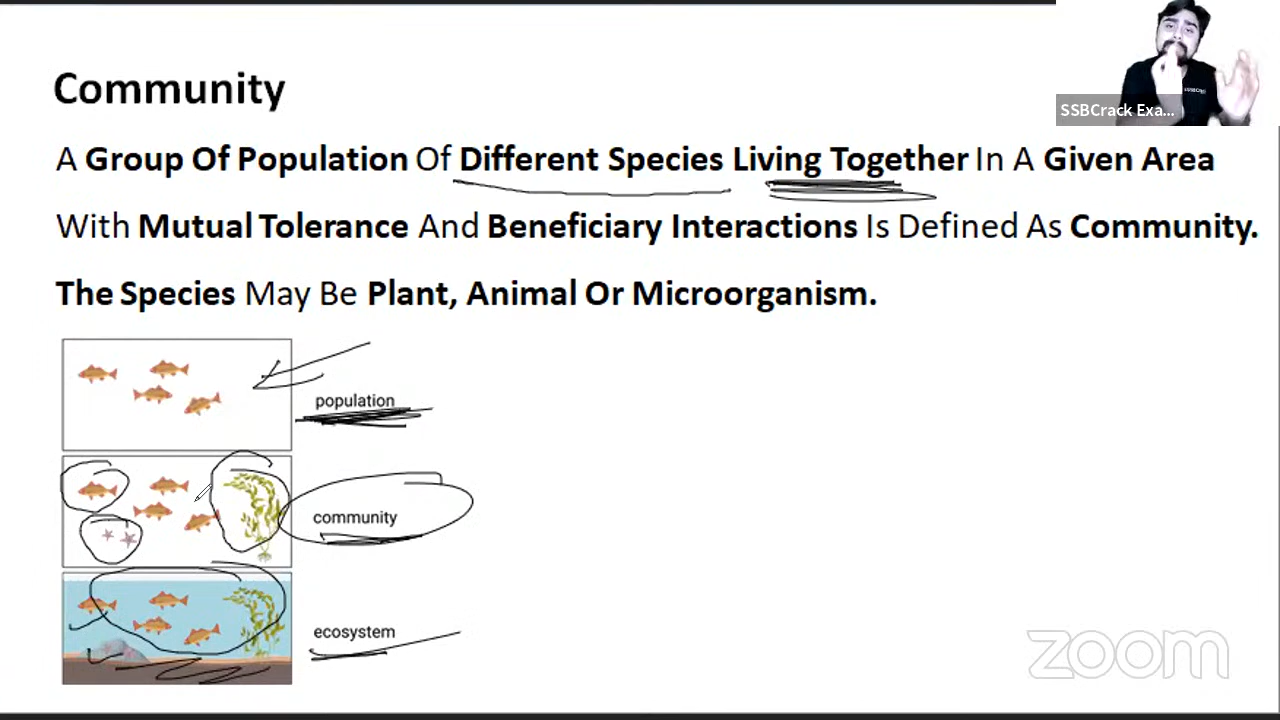 Community
SSBCrack Exa...
A Group Of Population Of Different Species Living Together In A Given Area
With Mutual Tolerance And Beneficiary Interactions Is Defined As Community.
The Species May Be Plant, Animal Or Microorganism.
population
community
ecosystem
zoom